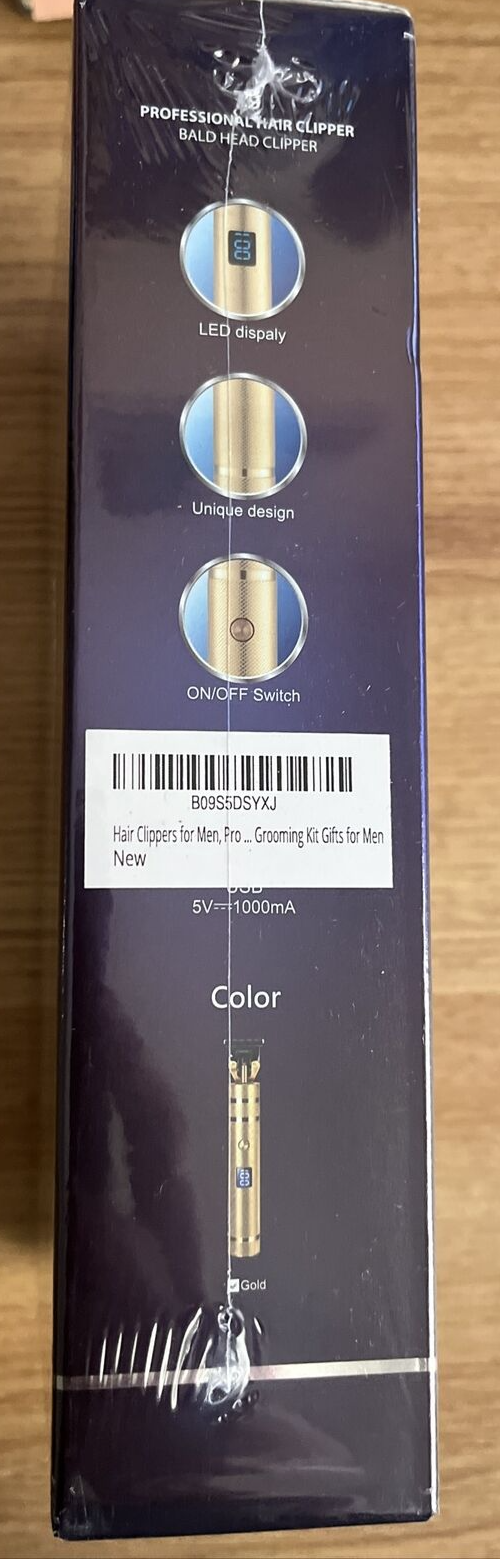 PROFESSIONAL HAIR CLIPPER
BALD HEAD CLIPPER
LED dispaly
Unique design
ON/OFF Switch
B09S5DSYXJ
Hair Clippers for Men, Pro ... Grooming Kit Gifts for Men
New
USB
5V⎓1000mA
Color
Gold